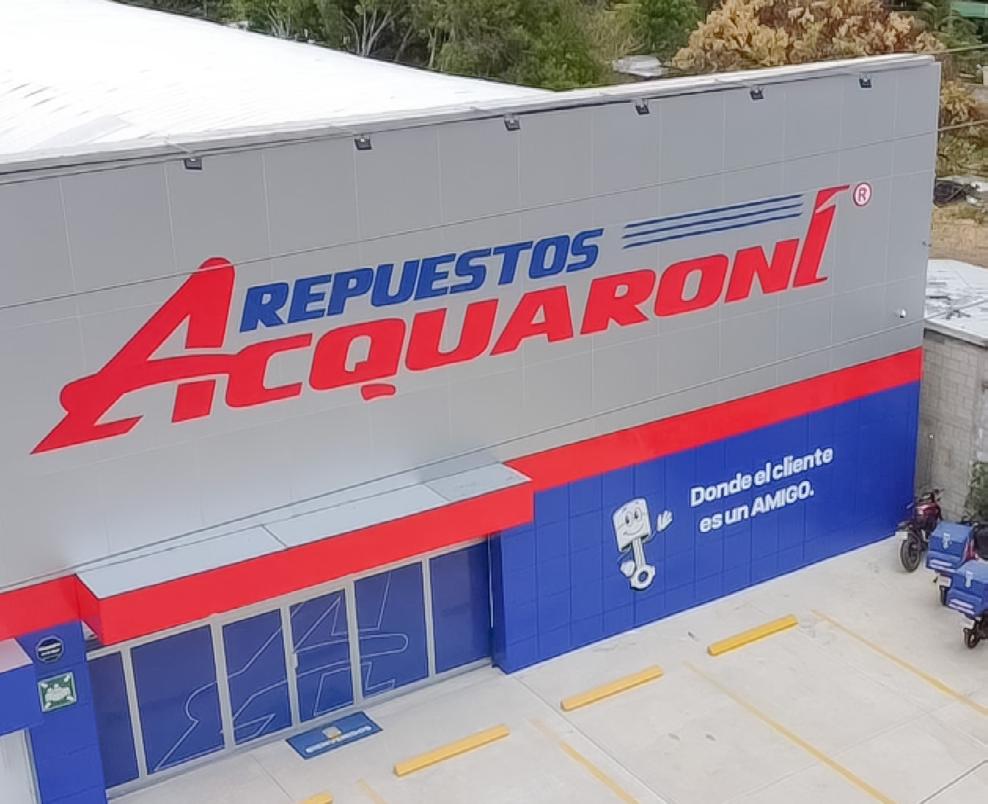 REPUESTOS
ACQUARONI®
Donde el cliente
es un AMIGO.